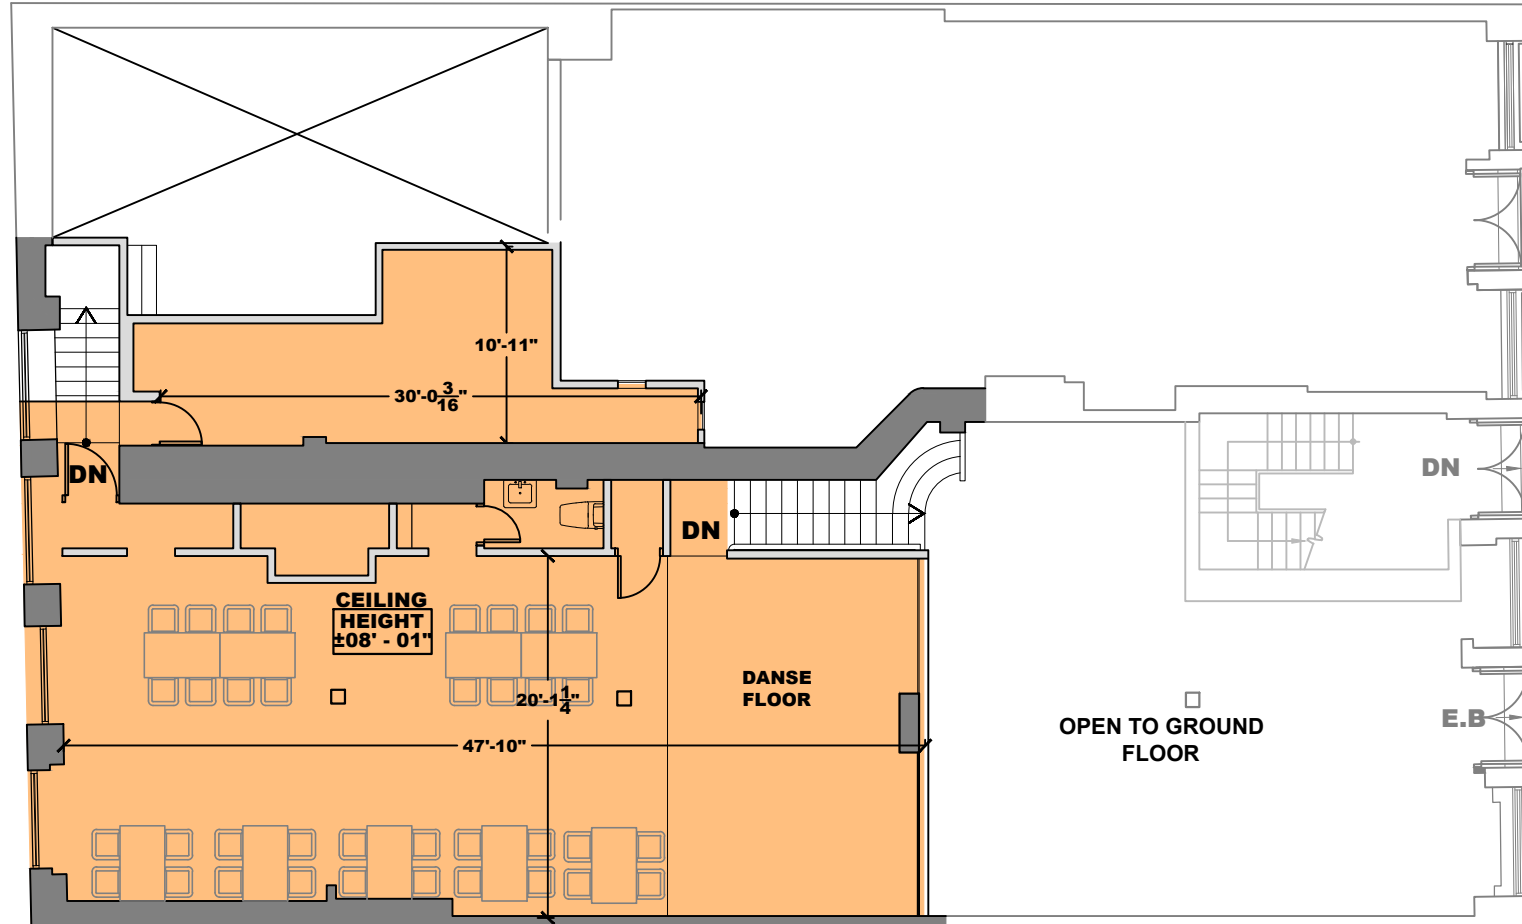 10'-11"
30'-0 3/16"
DN
DN
DN
CEILING
HEIGHT
±08' - 01"
DANSE
FLOOR
20'-1 1/4"
E.B
OPEN TO GROUND
FLOOR
47'-10"